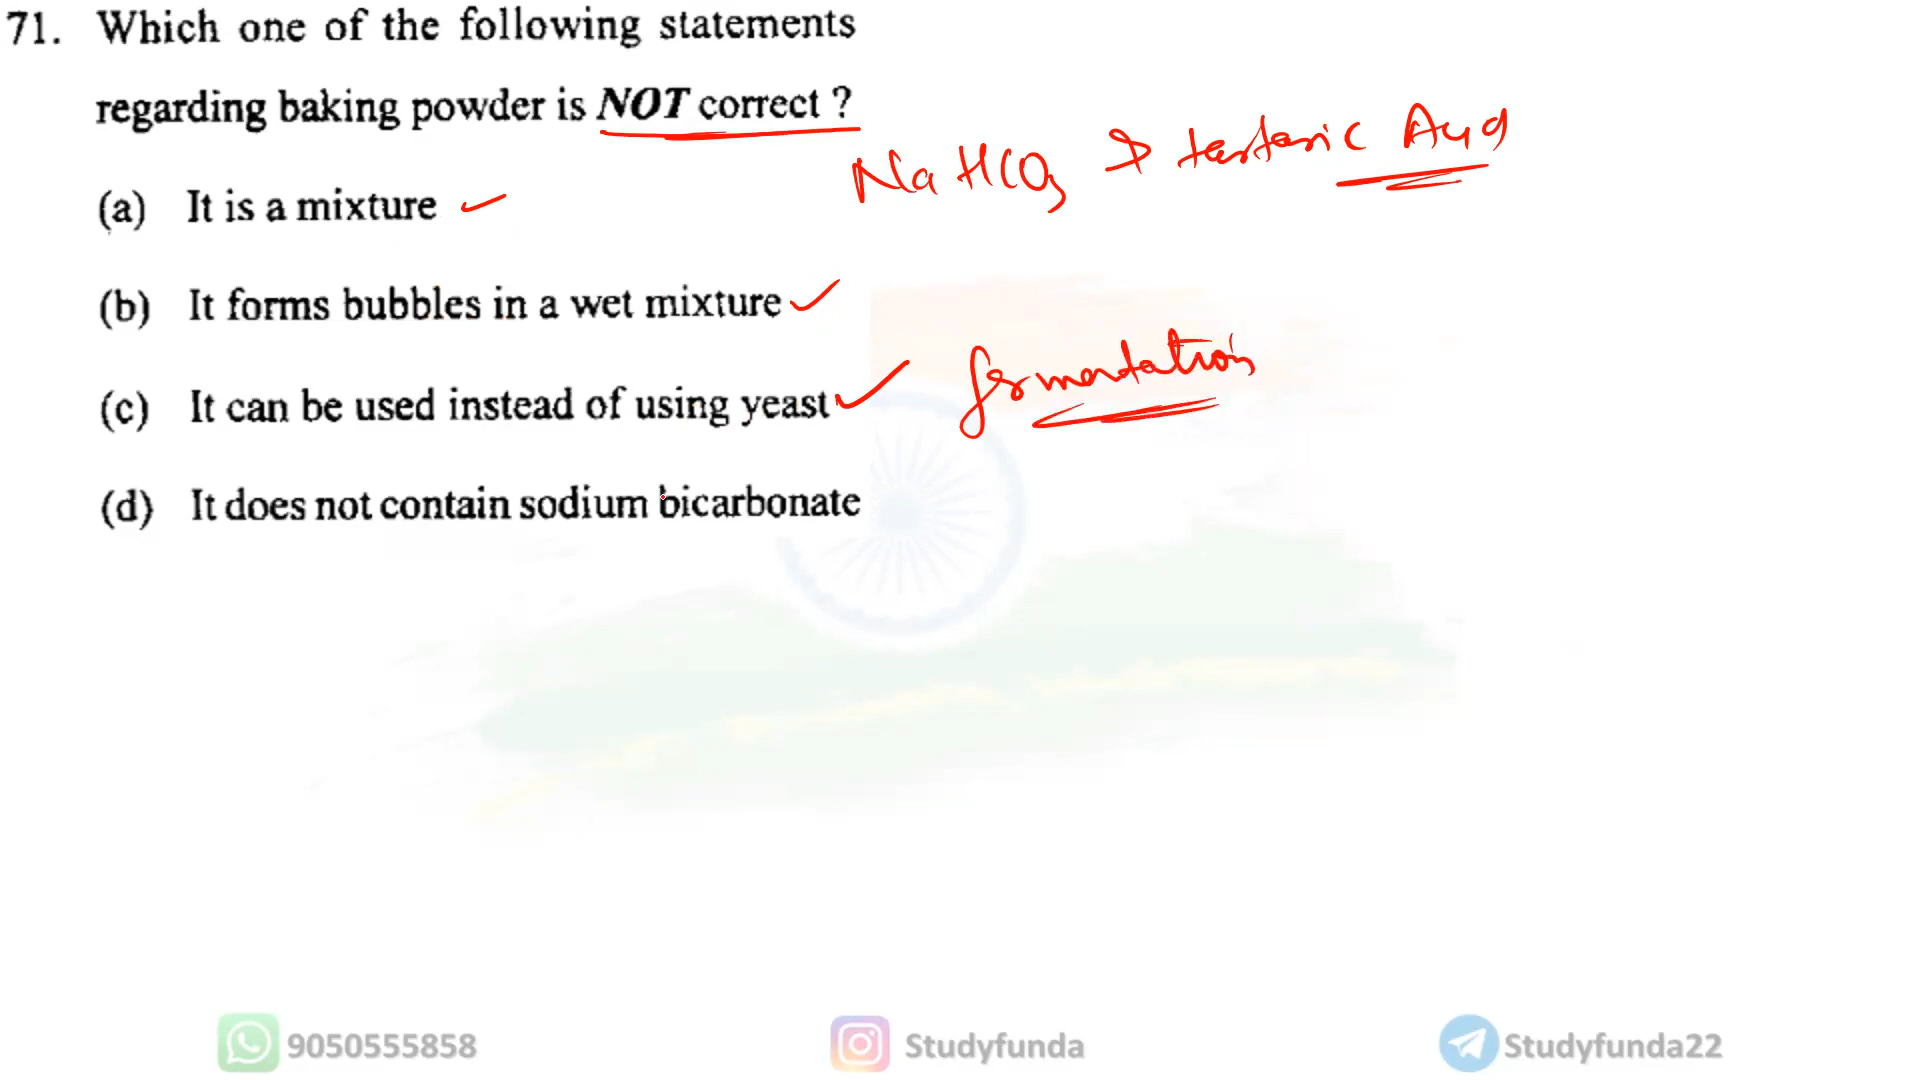 71. Which one of the following statements
regarding baking powder is NOT correct ?
NaHCO3 + tartaric Acid
(a) It is a mixture
(b) It forms bubbles in a wet mixture
(c) It can be used instead of using yeast
fermentation
(d) It does not contain sodium bicarbonate
9050555858
Studyfunda
Studyfunda22